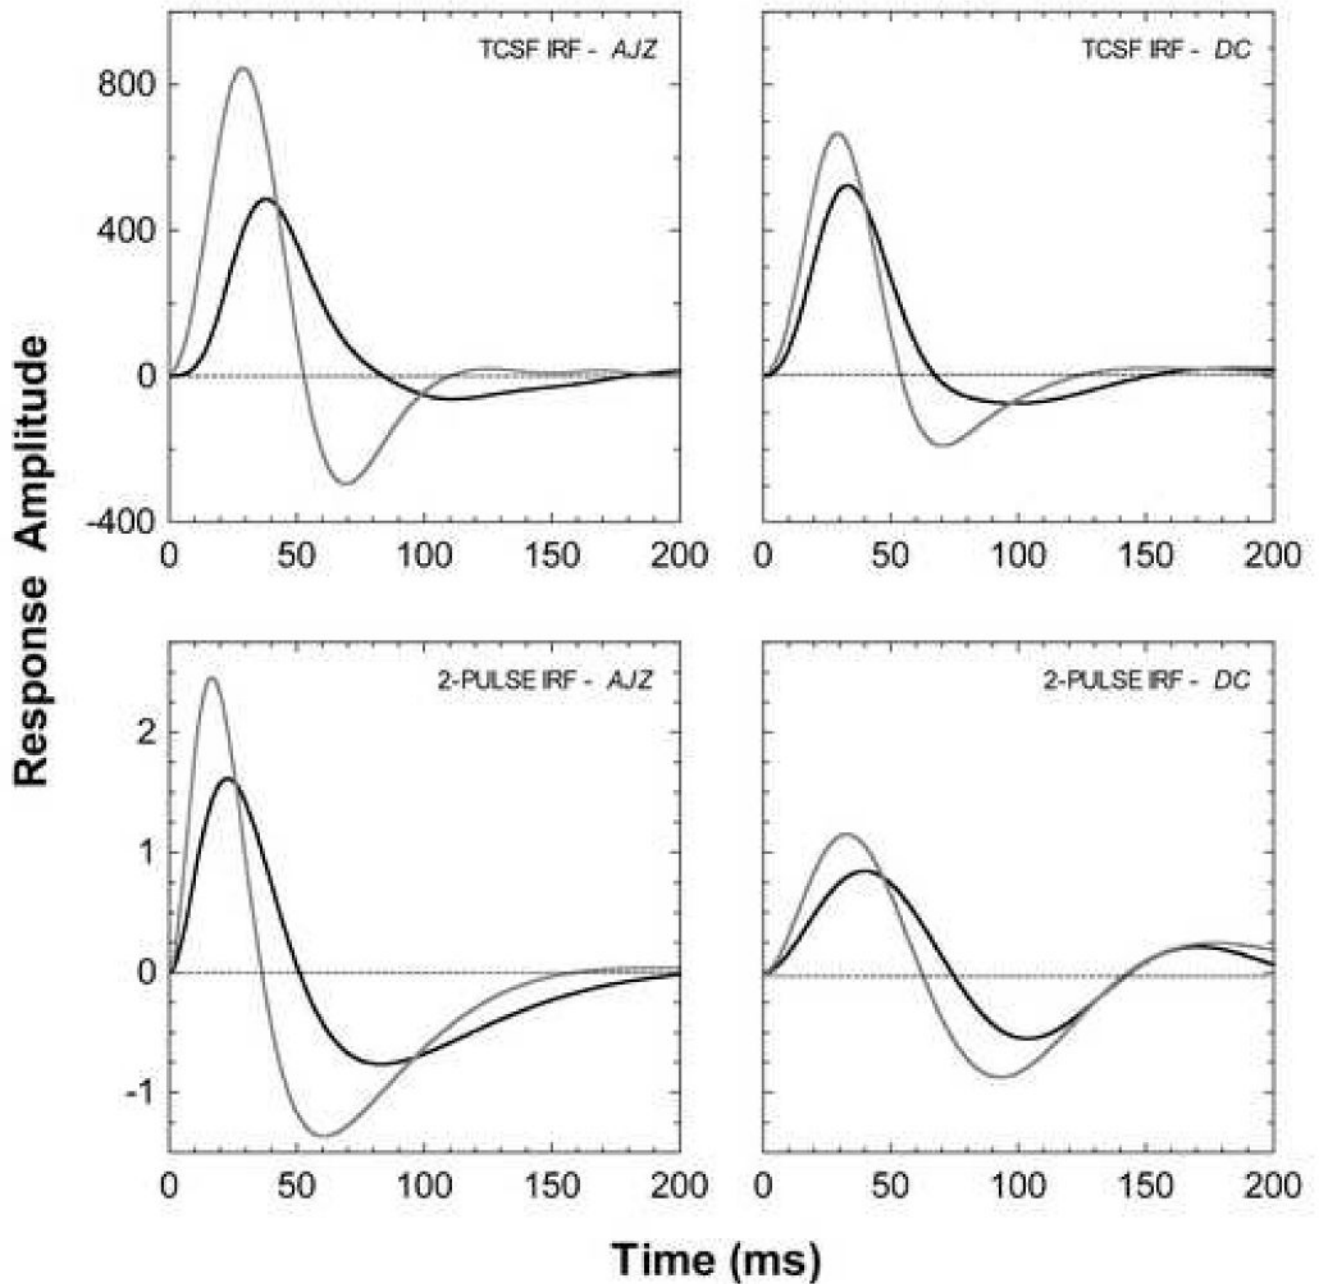 TCSF IRF - AJZ
TCSF IRF - DC
800
400
0
-400
0 50 100 150 200
0 50 100 150 200
Response Amplitude
2-PULSE IRF - AJZ
2-PULSE IRF - DC
2
1
0
-1
0 50 100 150 200
0 50 100 150 200
Time (ms)